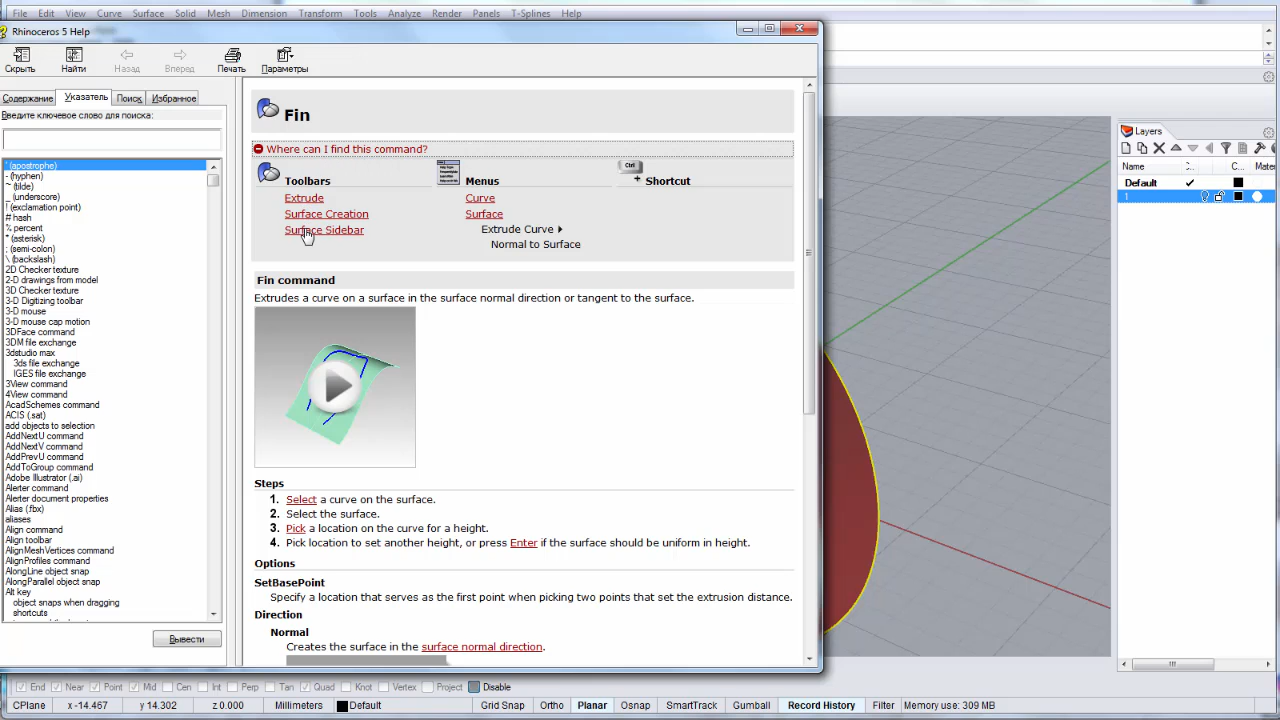 File Edit View Curve Surface Solid Mesh Dimension Transform Tools Analyze Render Panels T-Splines Help
Rhinoceros 5 Help
Скрыть Найти Назад Вперед Печать Параметры
Содержание Указатель Поиск Избранное
Введите ключевое слово для поиска:
' (apostrophe)
- (hyphen)
~ (tilde)
_ (underscore)
! (exclamation point)
# hash
% percent
* (asterisk)
; (semi-colon)
\ (backslash)
2D Checker texture
2-D drawings from model
3D Checker texture
3-D Digitizing toolbar
3-D mouse
3-D mouse cap motion
3DFace command
3DM file exchange
3dstudio max
3ds file exchange
IGES file exchange
3View command
4View command
AcadSchemes command
ACIS (.sat)
add objects to selection
AddNextU command
AddNextV command
AddPrevU command
AddToGroup command
Adobe Illustrator (.ai)
Alerter command
Alerter document properties
Alias (.fbx)
aliases
Align command
Align toolbar
AlignMeshVertices command
AlignProfiles command
AlongLine object snap
AlongParallel object snap
Alt key
object snaps when dragging
shortcuts
Вывести
Fin
Where can I find this command?
Toolbars
Extrude
Surface Creation
Surface Sidebar
Menus
Curve
Surface
Extrude Curve
Normal to Surface
Ctrl
+ Shortcut
Fin command
Extrudes a curve on a surface in the surface normal direction or tangent to the surface.
Steps
1. Select a curve on the surface.
2. Select the surface.
3. Pick a location on the curve for a height.
4. Pick location to set another height, or press Enter if the surface should be uniform in height.
Options
SetBasePoint
Specify a location that serves as the first point when picking two points that set the extrusion distance.
Direction
Normal
Creates the surface in the surface normal direction.
Layers
Name C... Mater
Default
1
End Near Point Mid Cen Int Perp Tan Quad Knot Vertex Project Disable
CPlane x -14.467 y 14.302 z 0.000 Millimeters Default Grid Snap Ortho Planar Osnap SmartTrack Gumball Record History Filter Memory use: 309 MB